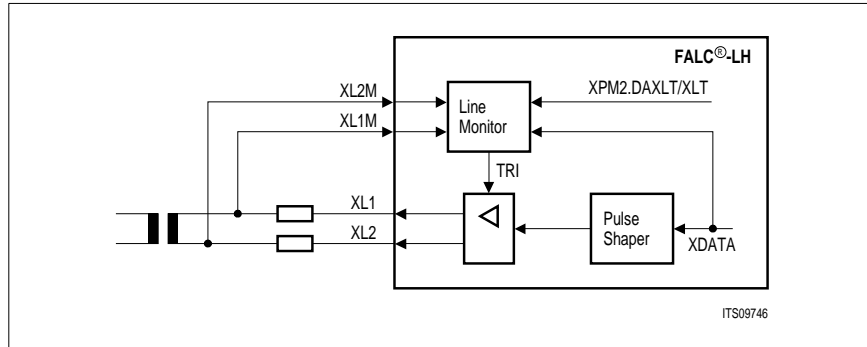 FALC®-LH
XL2M
XPM2.DAXLT/XLT
Line
Monitor
XL1M
TRI
XL1
Pulse
Shaper
XL2
XDATA
ITS09746